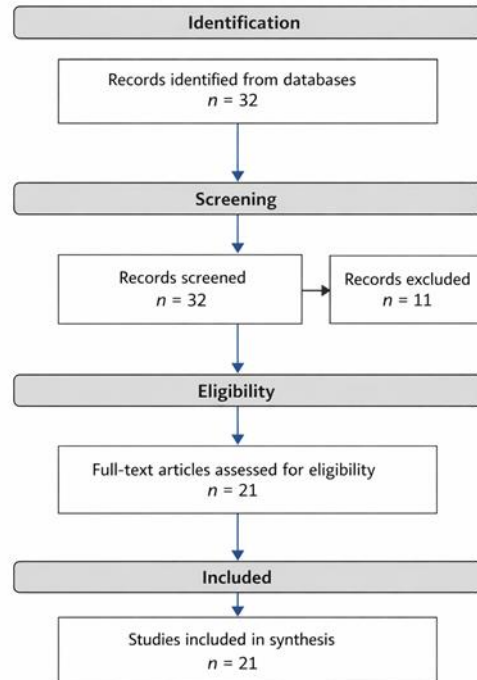 Identification
Records identified from databases
n = 32
Screening
Records screened
n = 32
Records excluded
n = 11
Eligibility
Full-text articles assessed for eligibility
n = 21
Included
Studies included in synthesis
n = 21